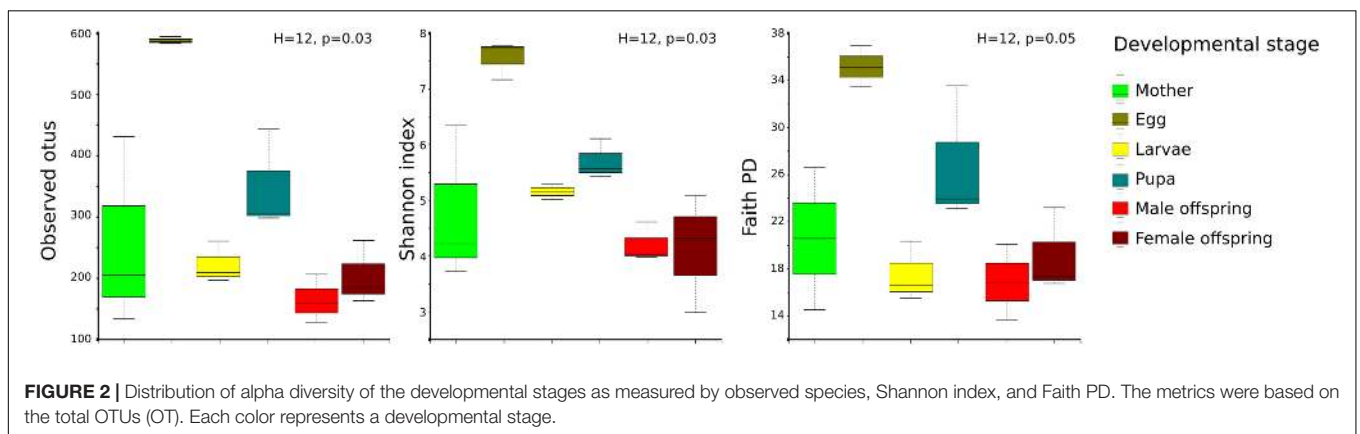 Observed otus
600
500
400
300
200
100
H=12, p=0.03
Shannon index
8
7
6
5
4
3
H=12, p=0.03
Faith PD
38
34
30
26
22
18
14
H=12, p=0.05
Developmental stage
Mother
Egg
Larvae
Pupa
Male offspring
Female offspring
FIGURE 2 | Distribution of alpha diversity of the developmental stages as measured by observed species, Shannon index, and Faith PD. The metrics were based on
the total OTUs (OT). Each color represents a developmental stage.